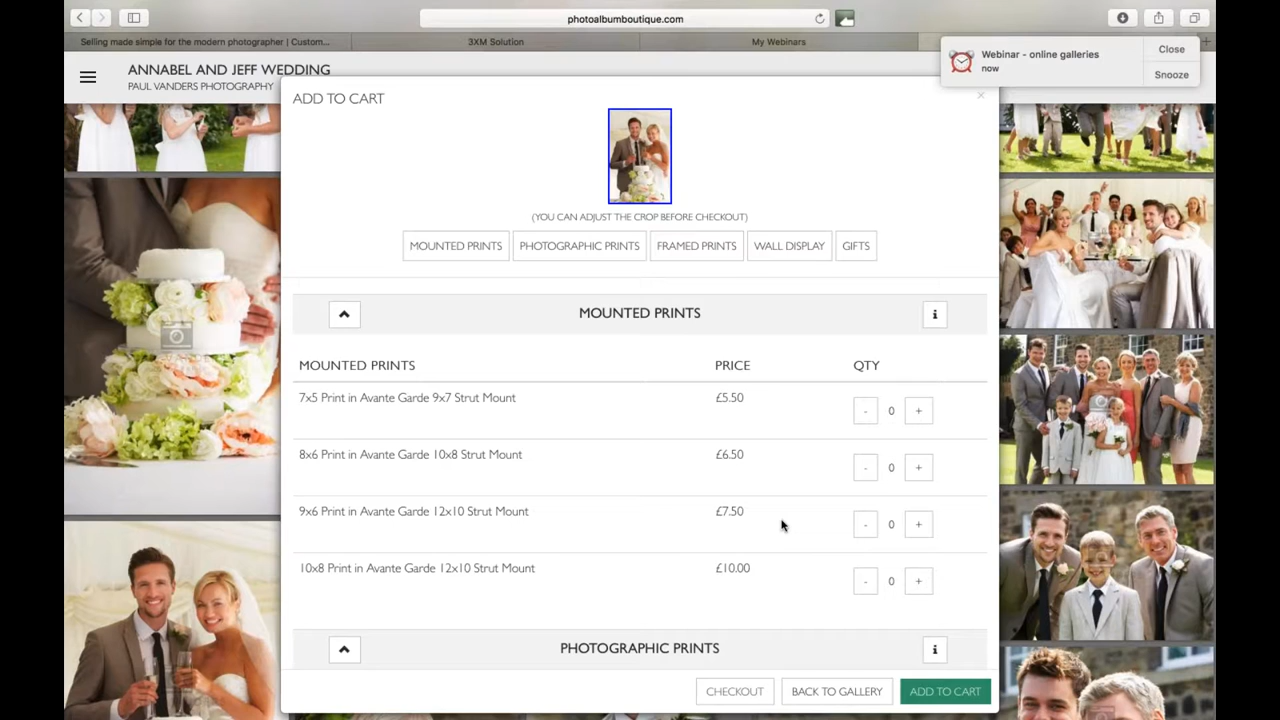 photoalbumboutique.com
Selling made simple for the modern photographer | Custom...
3XM Solution
My Webinars
Webinar - online galleries
now
Close
Snooze
ANNABEL AND JEFF WEDDING
PAUL VANDERS PHOTOGRAPHY
ADD TO CART
×
(YOU CAN ADJUST THE CROP BEFORE CHECKOUT)
MOUNTED PRINTS PHOTOGRAPHIC PRINTS FRAMED PRINTS WALL DISPLAY GIFTS
MOUNTED PRINTS
i
MOUNTED PRINTS PRICE QTY
7x5 Print in Avante Garde 9x7 Strut Mount £5.50 - 0 +
8x6 Print in Avante Garde 10x8 Strut Mount £6.50 - 0 +
9x6 Print in Avante Garde 12x10 Strut Mount £7.50 - 0 +
10x8 Print in Avante Garde 12x10 Strut Mount £10.00 - 0 +
PHOTOGRAPHIC PRINTS
i
CHECKOUT BACK TO GALLERY ADD TO CART